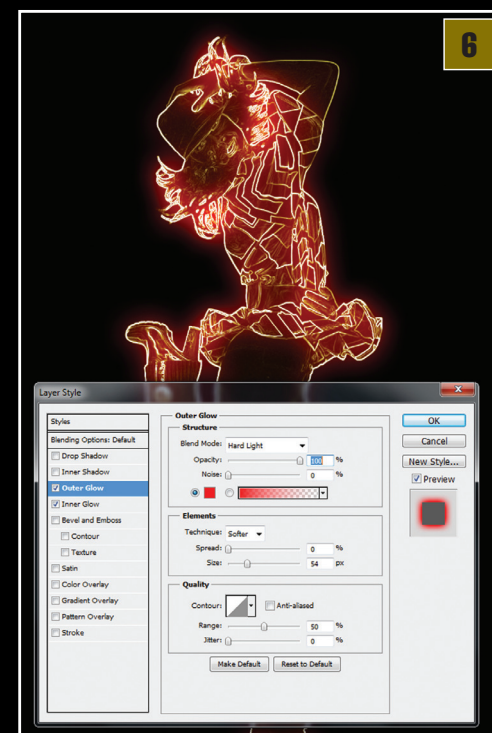 6
Layer Style
Styles
Blending Options: Default
Drop Shadow
Inner Shadow
Outer Glow
Inner Glow
Bevel and Emboss
Contour
Texture
Satin
Color Overlay
Gradient Overlay
Pattern Overlay
Stroke
Outer Glow
Structure
Blend Mode: Hard Light
Opacity: 100 %
Noise: 0 %
Elements
Technique: Softer
Spread: 0 %
Size: 54 px
Quality
Contour: Anti-aliased
Range: 50 %
Jitter: 0 %
Make Default Reset to Default
OK
Cancel
New Style...
Preview